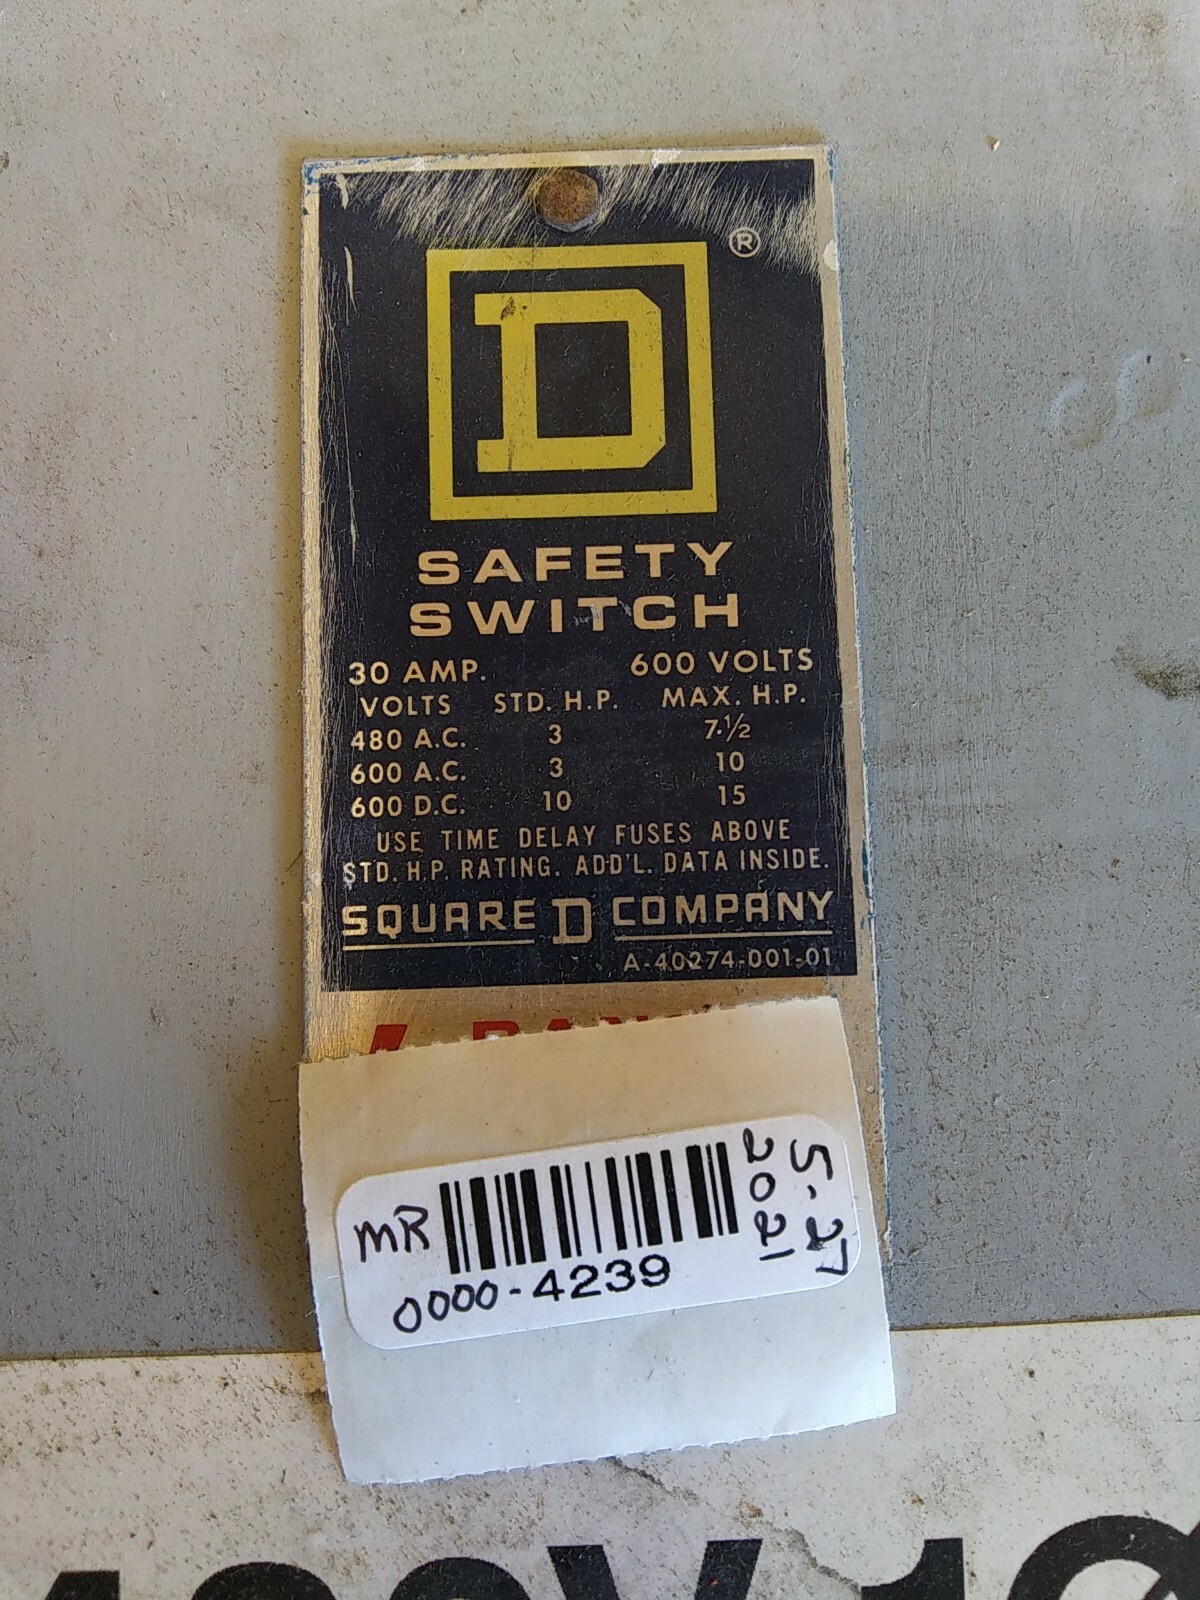 ®
D
SAFETY
SWITCH
30 AMP. 600 VOLTS
VOLTS STD. H.P. MAX. H.P.
480 A.C. 3 7-½
600 A.C. 3 10
600 D.C. 10 15
USE TIME DELAY FUSES ABOVE
STD. H.P. RATING. ADD'L. DATA INSIDE.
SQUARE D COMPANY
A-40274-001-01
MR
0000-4239
5-27
2021